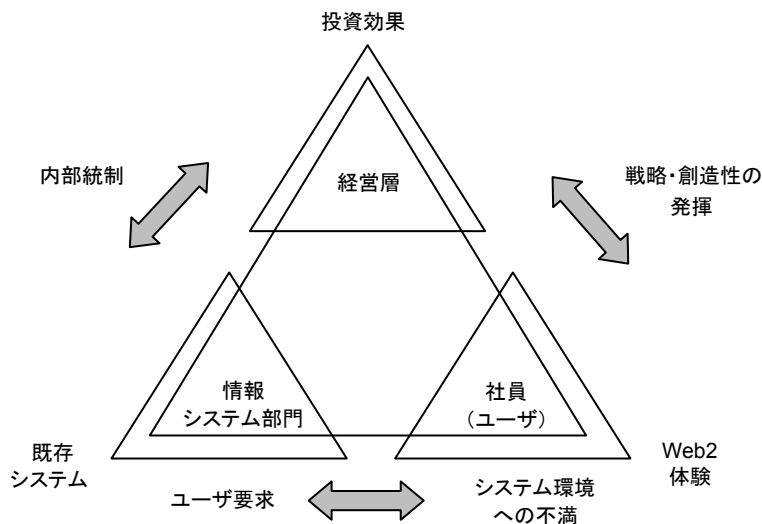 投資効果
内部統制
経営層
戦略・創造性の
発揮
情報
システム部門
社員
(ユーザ)
既存
システム
Web2
体験
ユーザ要求
システム環境
への不満